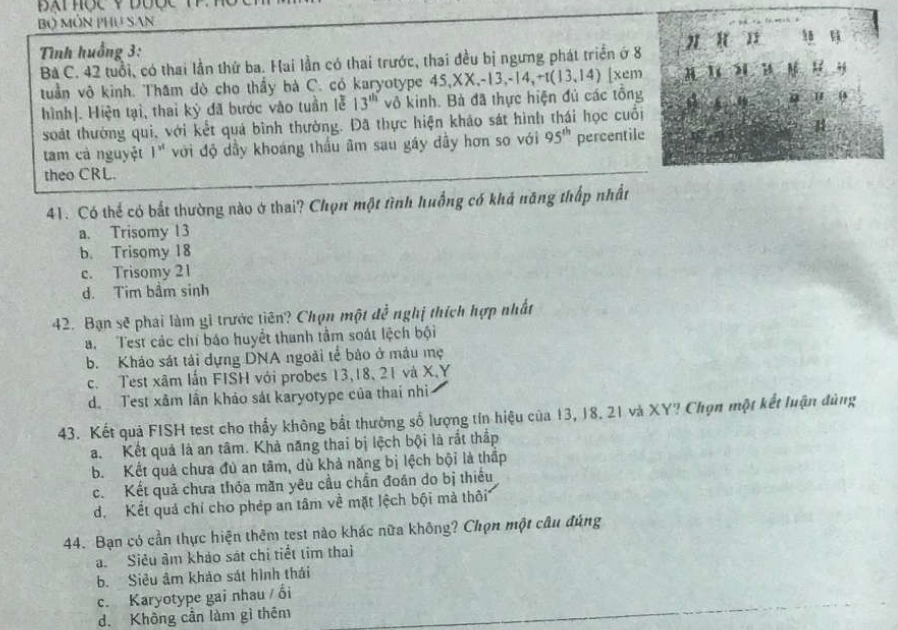 ĐẠI HỌC Y DƯỢC TP. HỒ CHÍ MINH
BỘ MÔN PHỤ SẢN
Tình huống 3:
Bà C. 42 tuổi, có thai lần thứ ba. Hai lần có thai trước, thai đều bị ngưng phát triển ở 8
tuần vô kinh. Thăm dò cho thấy bà C. có karyotype 45,XX,-13,-14,+t(13,14) [xem
hình]. Hiện tại, thai kỳ đã bước vào tuần lễ 13th vô kinh. Bà đã thực hiện đủ các tổng
soát thường qui, với kết quả bình thường. Đã thực hiện khảo sát hình thái học cuối
tam cá nguyệt 1st với độ dầy khoảng thấu âm sau gáy dầy hơn so với 95th percentile
theo CRL.
41. Có thể có bất thường nào ở thai? Chọn một tình huống có khả năng thấp nhất
a. Trisomy 13
b. Trisomy 18
c. Trisomy 21
d. Tim bẩm sinh
42. Bạn sẽ phải làm gì trước tiên? Chọn một đề nghị thích hợp nhất
a. Test các chỉ báo huyết thanh tầm soát lệch bội
b. Khảo sát tái dựng DNA ngoài tế bào ở máu mẹ
c. Test xâm lấn FISH với probes 13,18, 21 và X,Y
d. Test xâm lấn khảo sát karyotype của thai nhi
43. Kết quả FISH test cho thấy không bất thường số lượng tín hiệu của 13, 18, 21 và XY? Chọn một kết luận đúng
a. Kết quả là an tâm. Khả năng thai bị lệch bội là rất thấp
b. Kết quả chưa đủ an tâm, dù khả năng bị lệch bội là thấp
c. Kết quả chưa thỏa mãn yêu cầu chẩn đoán do bị thiếu
d. Kết quả chỉ cho phép an tâm về mặt lệch bội mà thôi
44. Bạn có cần thực hiện thêm test nào khác nữa không? Chọn một câu đúng
a. Siêu âm khảo sát chi tiết tim thai
b. Siêu âm khảo sát hình thái
c. Karyotype gai nhau / ối
d. Không cần làm gì thêm